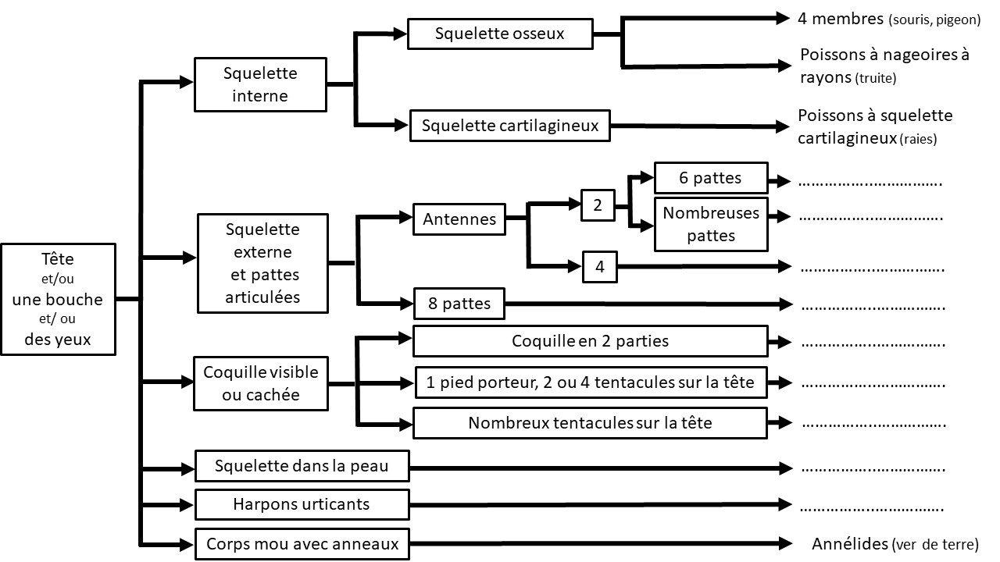 Tête
et/ou
une bouche
et/ ou
des yeux
Squelette
interne
Squelette osseux
4 membres (souris, pigeon)
Poissons à nageoires à
rayons (truite)
Squelette cartilagineux
Poissons à squelette
cartilagineux (raies)
Squelette
externe
et pattes
articulées
Antennes
2
6 pattes
……………..…………….
Nombreuses
pattes
……………..…………….
4
……………..…………….
8 pattes
……………..…………….
Coquille visible
ou cachée
Coquille en 2 parties
……………..…………….
1 pied porteur, 2 ou 4 tentacules sur la tête
……………..…………….
Nombreux tentacules sur la tête
……………..…………….
Squelette dans la peau
……………..…………….
Harpons urticants
……………..…………….
Corps mou avec anneaux
Annélides (ver de terre)